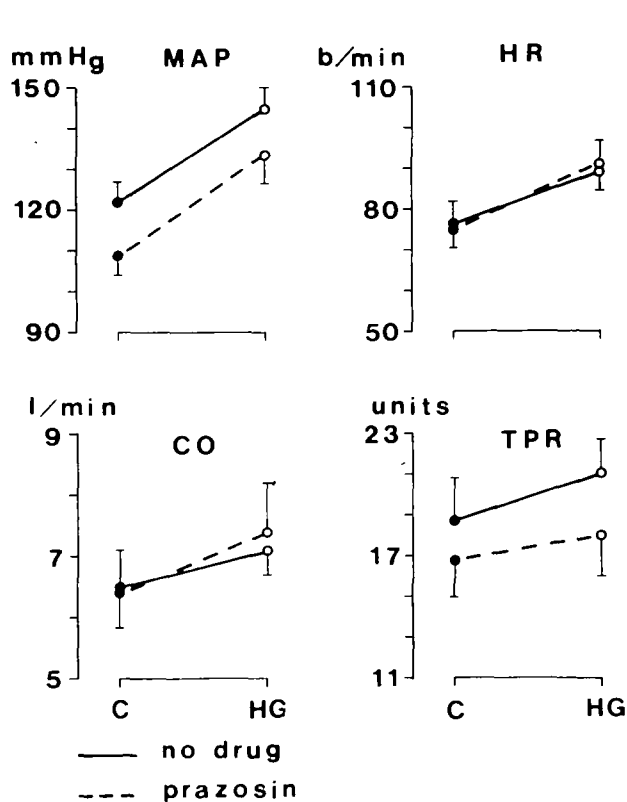 mmHg MAP
150
120
90
b/min HR
110
80
50
l/min
CO
9
7
5
C HG
units
TPR
23
17
11
C HG
no drug
prazosin